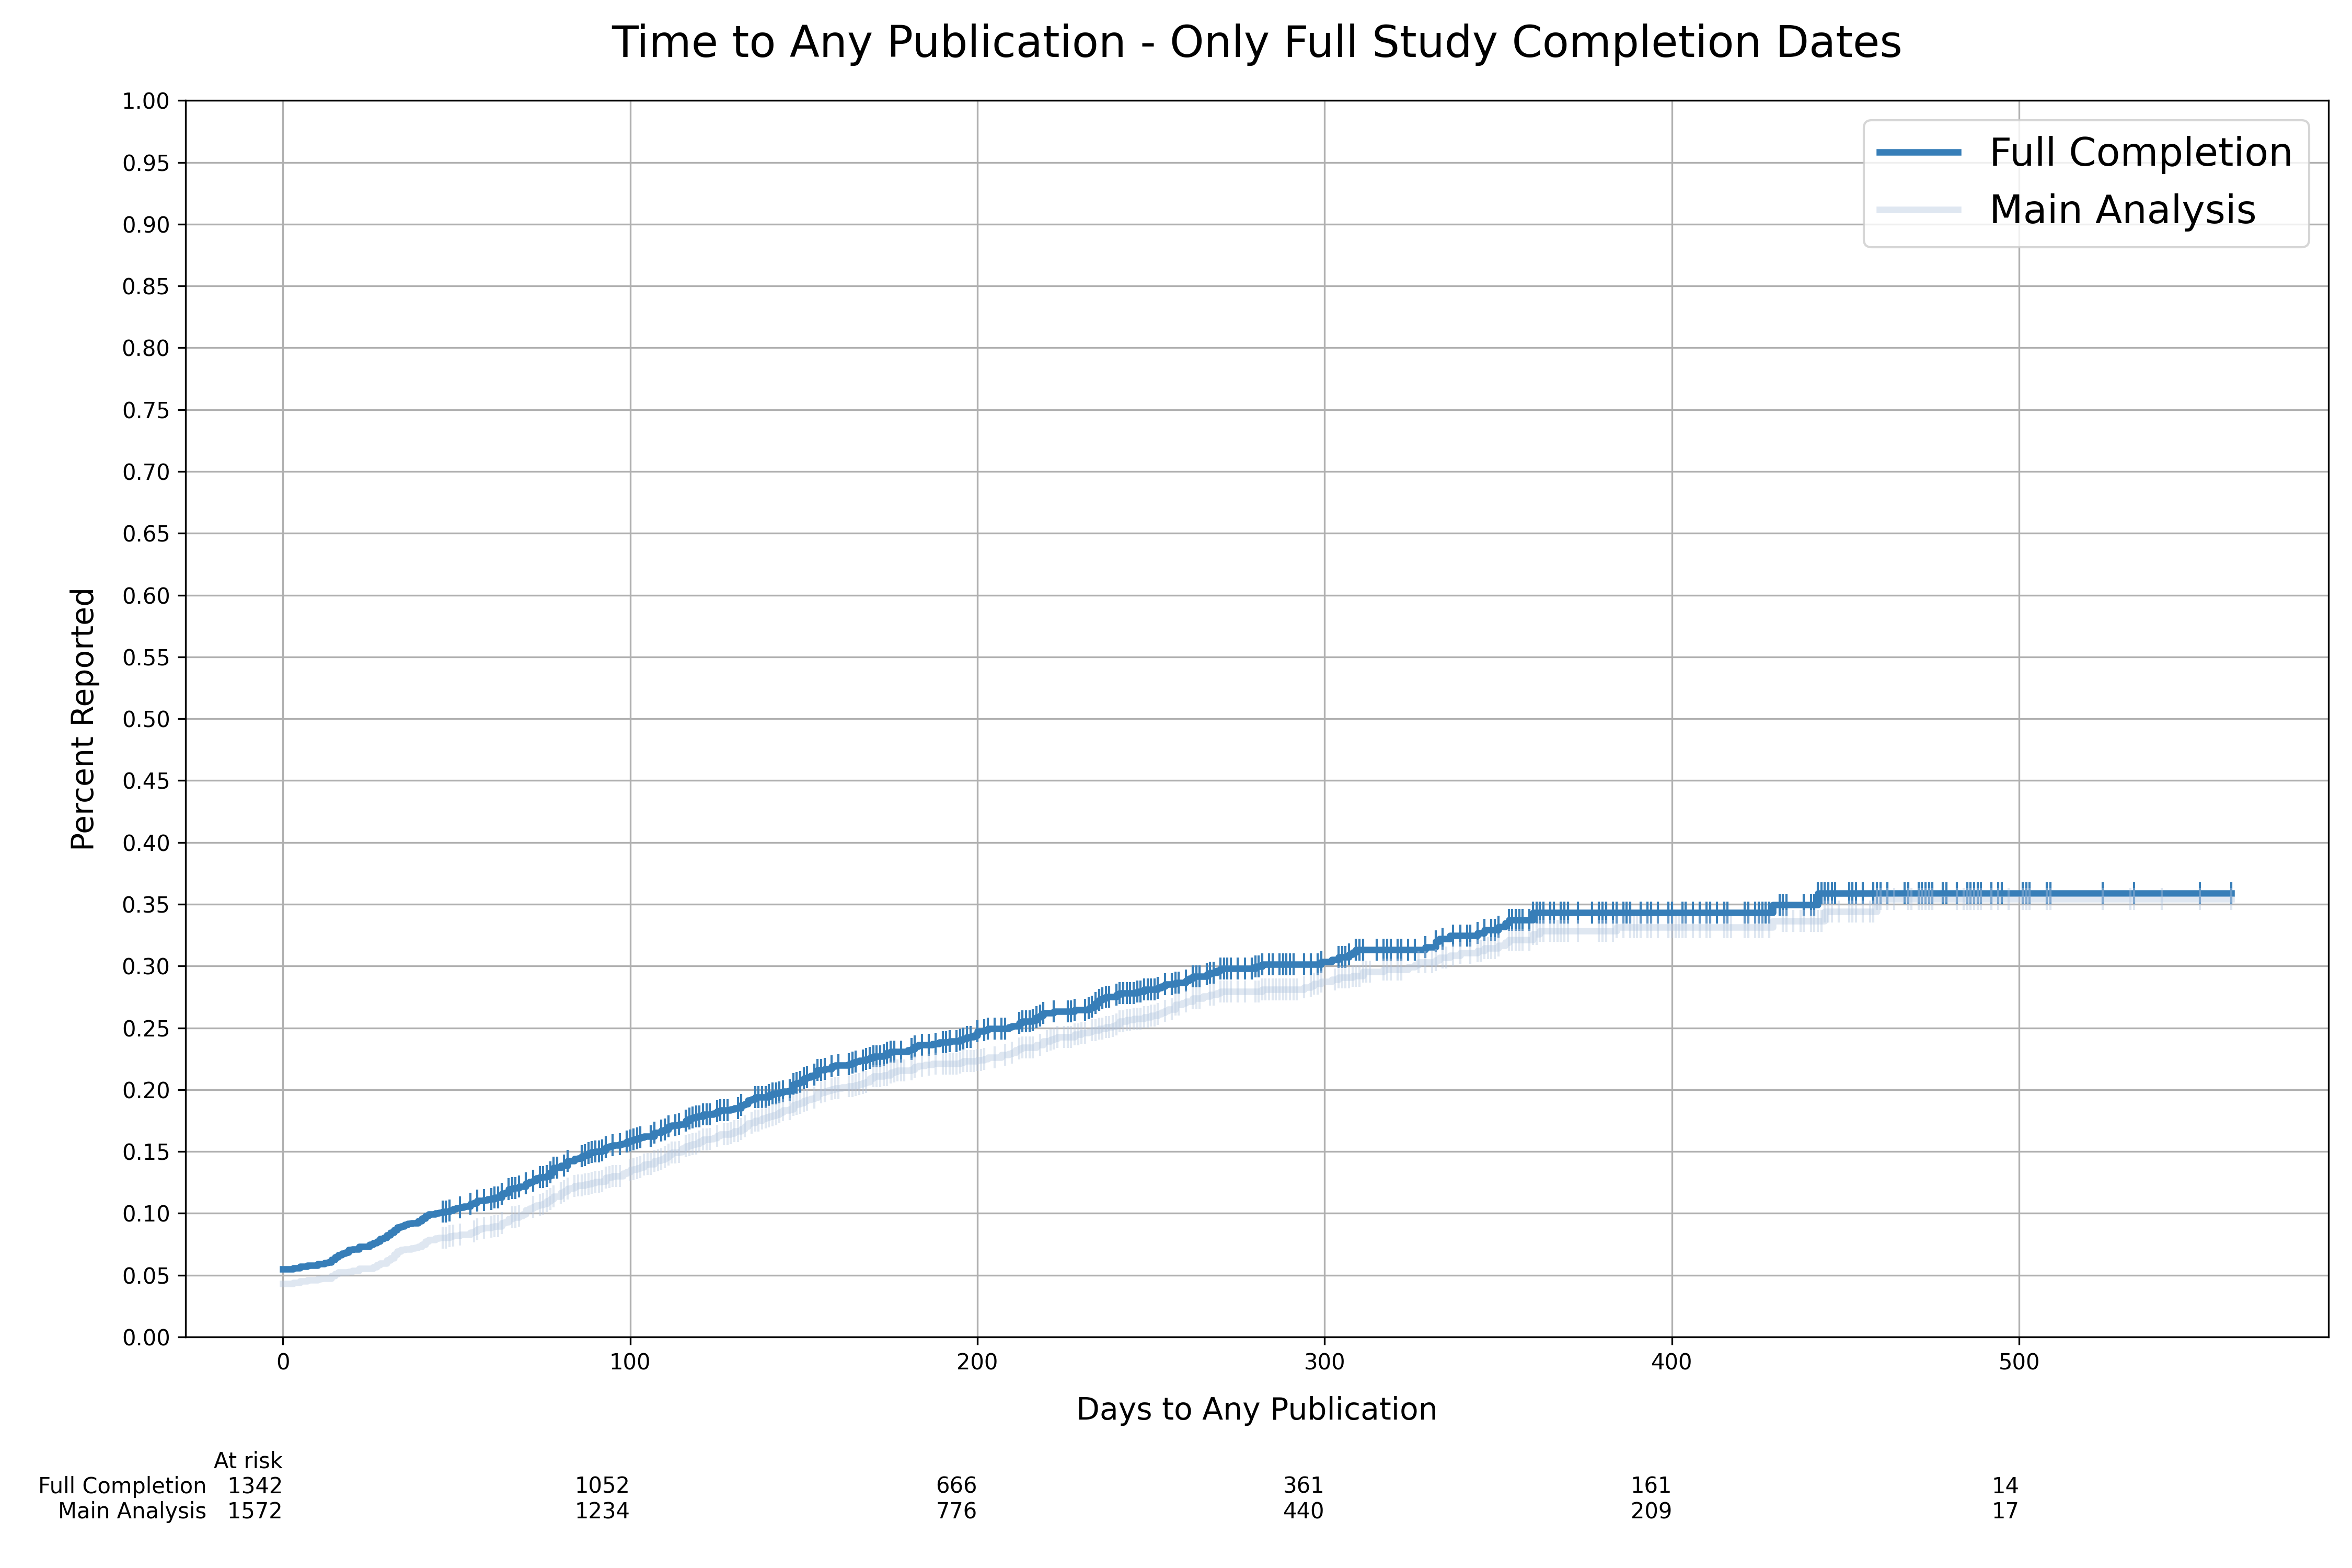 Time to Any Publication - Only Full Study Completion Dates
Full Completion
Main Analysis
Percent Reported
1.00
0.95
0.90
0.85
0.80
0.75
0.70
0.65
0.60
0.55
0.50
0.45
0.40
0.35
0.30
0.25
0.20
0.15
0.10
0.05
0.00
0 100 200 300 400 500
Days to Any Publication
At risk
Full Completion 1342 1052 666 361 161 14
Main Analysis 1572 1234 776 440 209 17